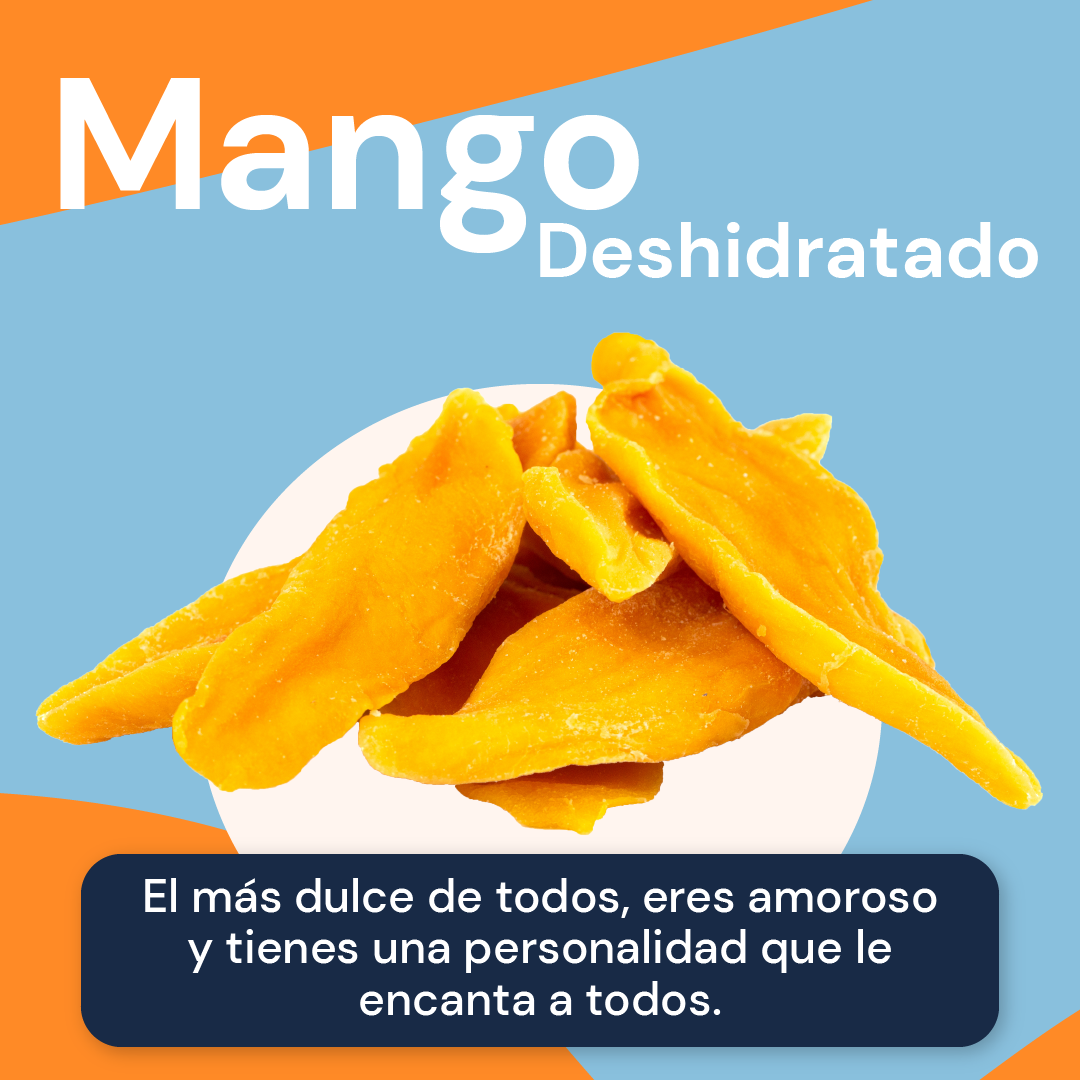 Mango
Deshidratado
El más dulce de todos, eres amoroso
y tienes una personalidad que le
encanta a todos.